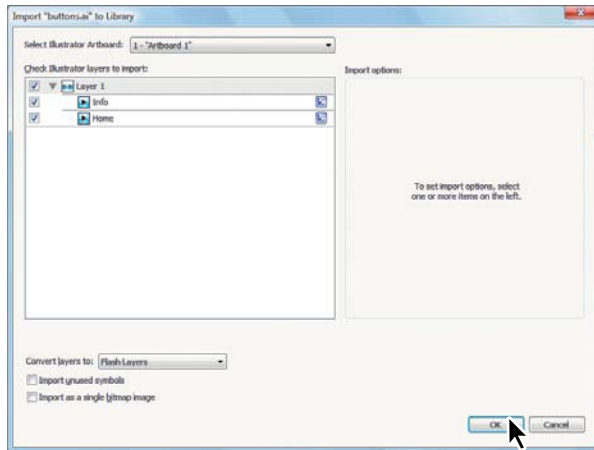 Import "buttons.ai" to Library
Select Illustrator Artboard: 1 - "Artboard 1"
Check Illustrator layers to import:
Import options:
Layer 1
Info
Home
To set import options, select
one or more items on the left.
Convert layers to: Flash Layers
Import unused symbols
Import as a single bitmap image
OK
Cancel